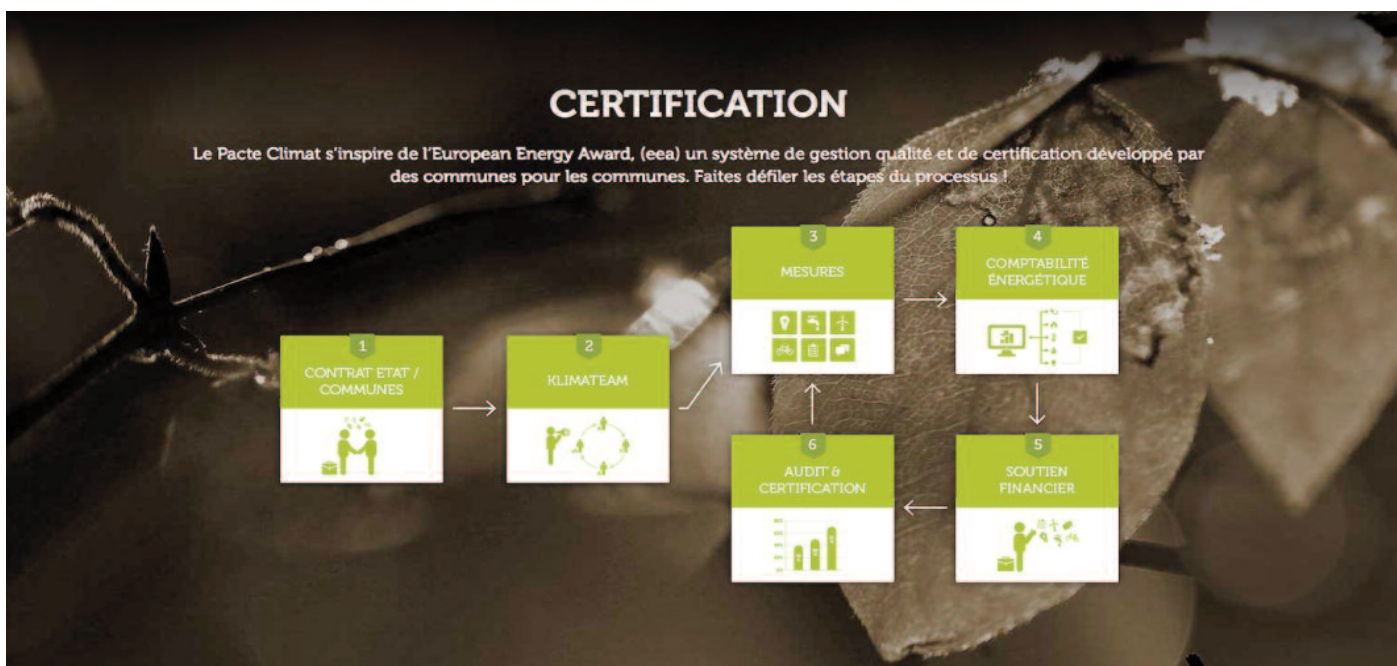 CERTIFICATION
Le Pacte Climat s'inspire de l'European Energy Award, (eea) un système de gestion qualité et de certification développé par
des communes pour les communes. Faites défiler les étapes du processus !
1
CONTRAT ETAT /
COMMUNES
2
KLIMATEAM
3
MESURES
4
COMPTABILITÉ
ÉNERGÉTIQUE
5
SOUTIEN
FINANCIER
6
AUDIT &
CERTIFICATION